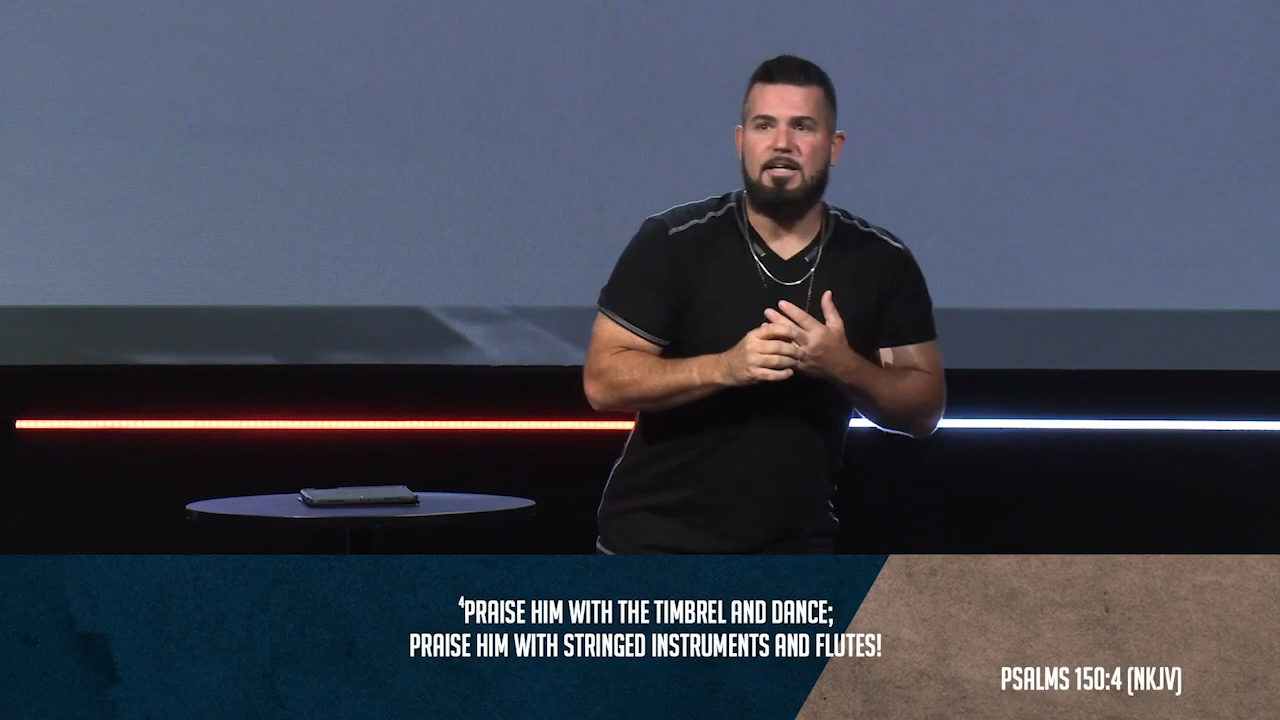 ⁴PRAISE HIM WITH THE TIMBREL AND DANCE;
PRAISE HIM WITH STRINGED INSTRUMENTS AND FLUTES!
PSALMS 150:4 (NKJV)